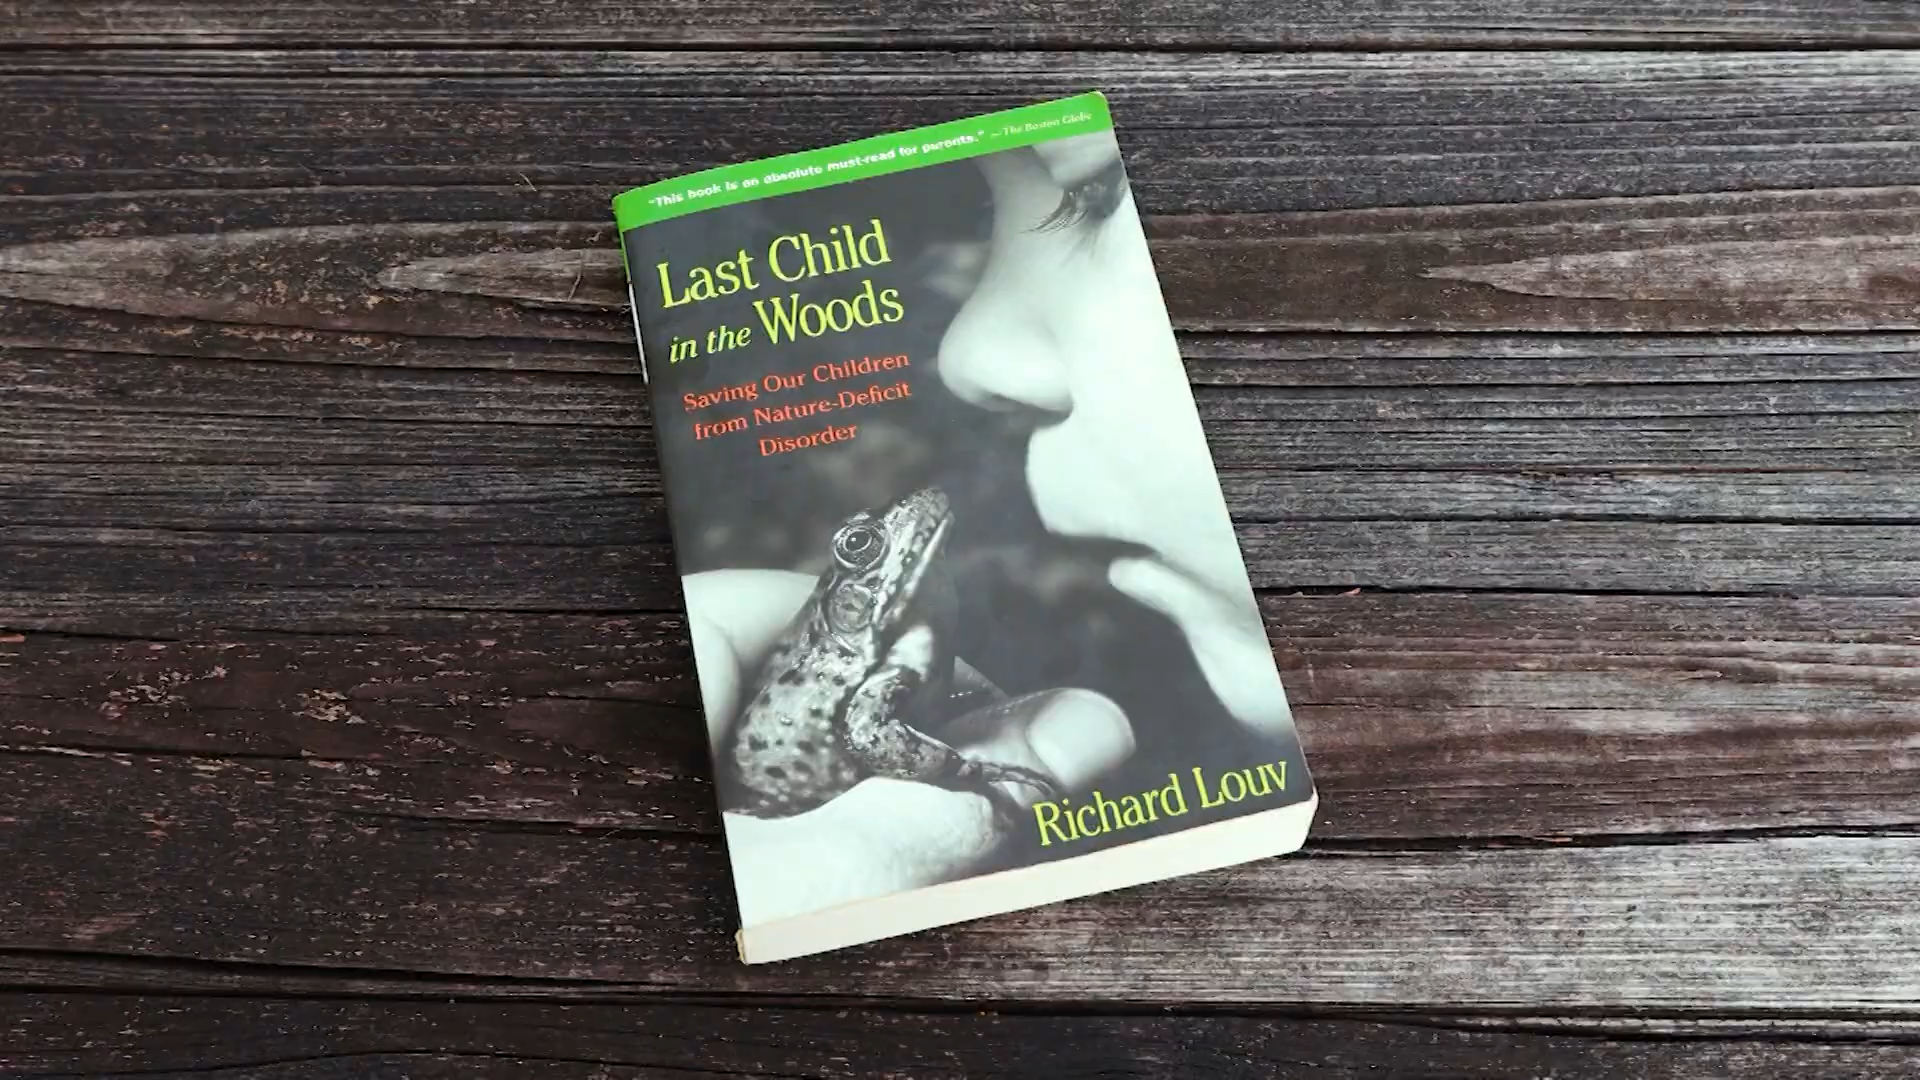 "This book is an absolute must-read for parents." —The Boston Globe
Last Child
in the Woods
Saving Our Children
from Nature-Deficit
Disorder
Richard Louv